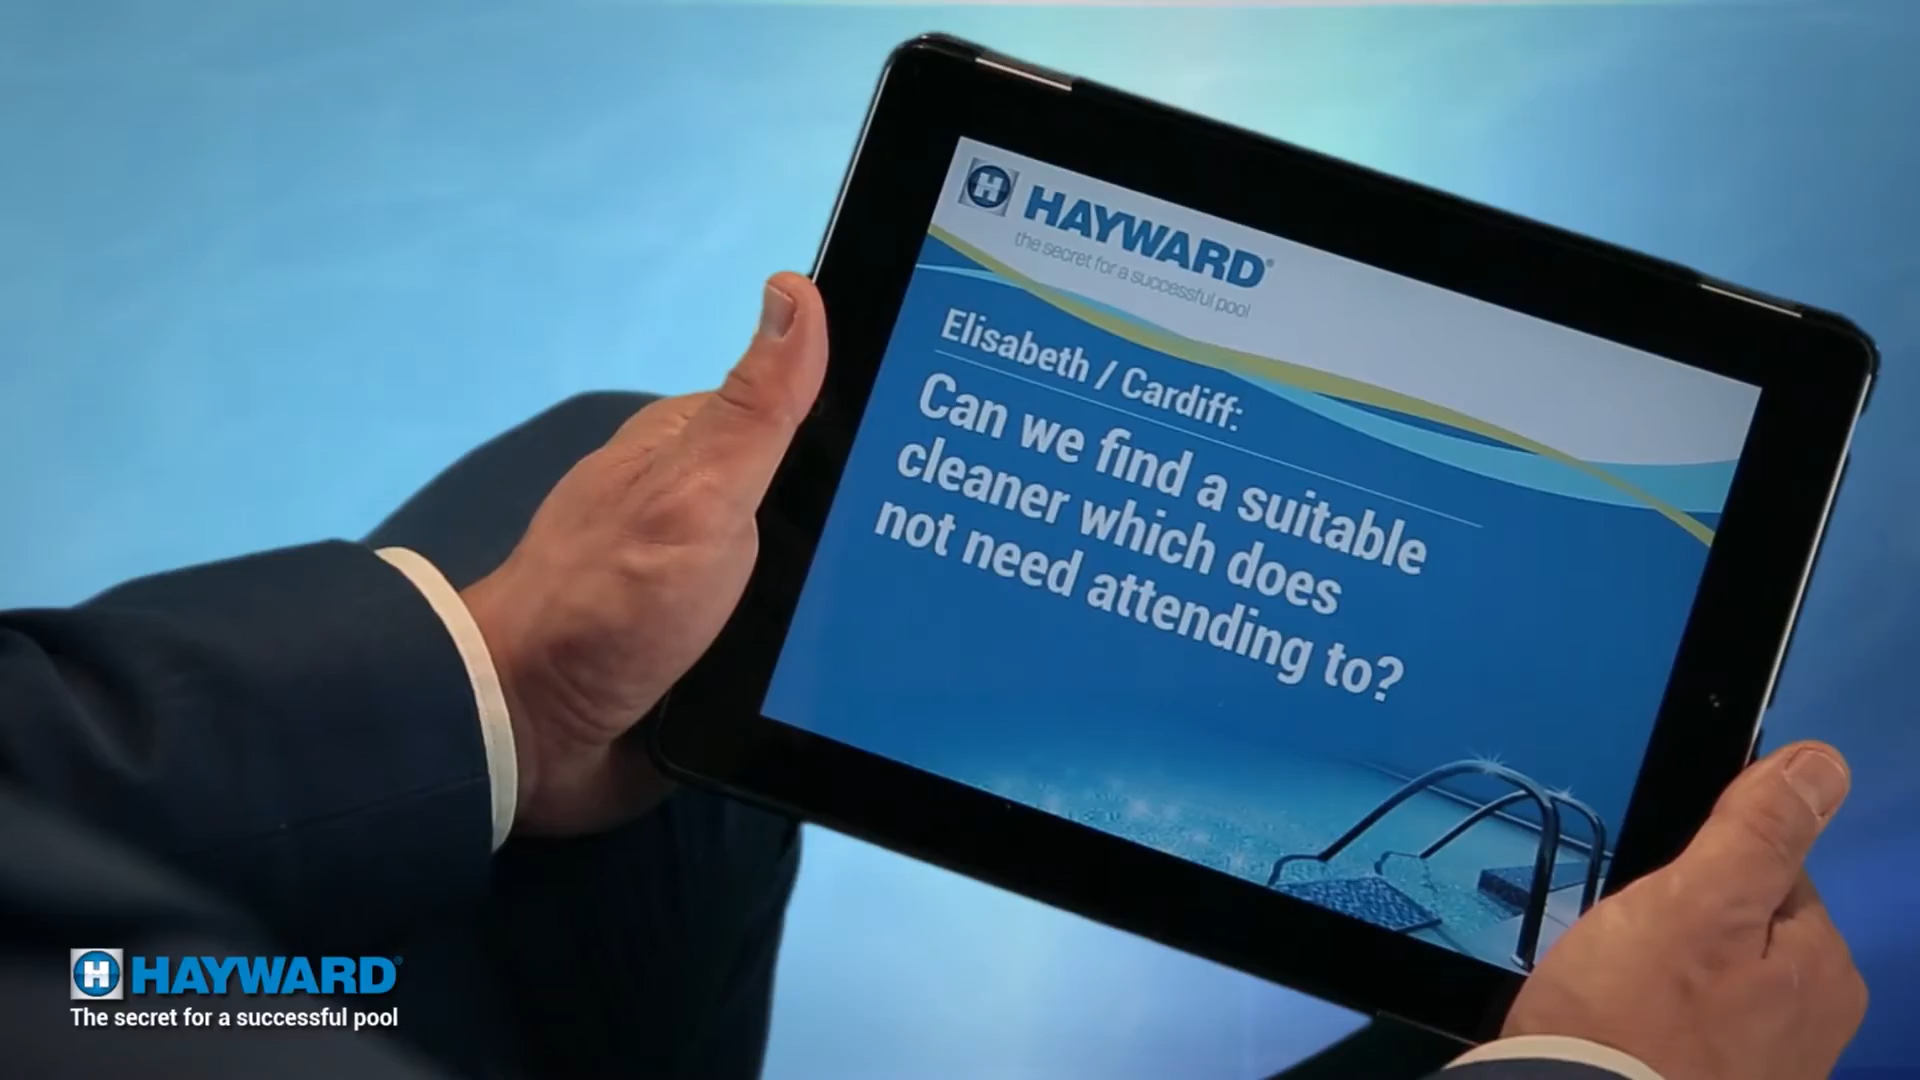 H HAYWARD®
the secret for a successful pool
Elisabeth / Cardiff:
Can we find a suitable
cleaner which does
not need attending to?
H HAYWARD®
The secret for a successful pool